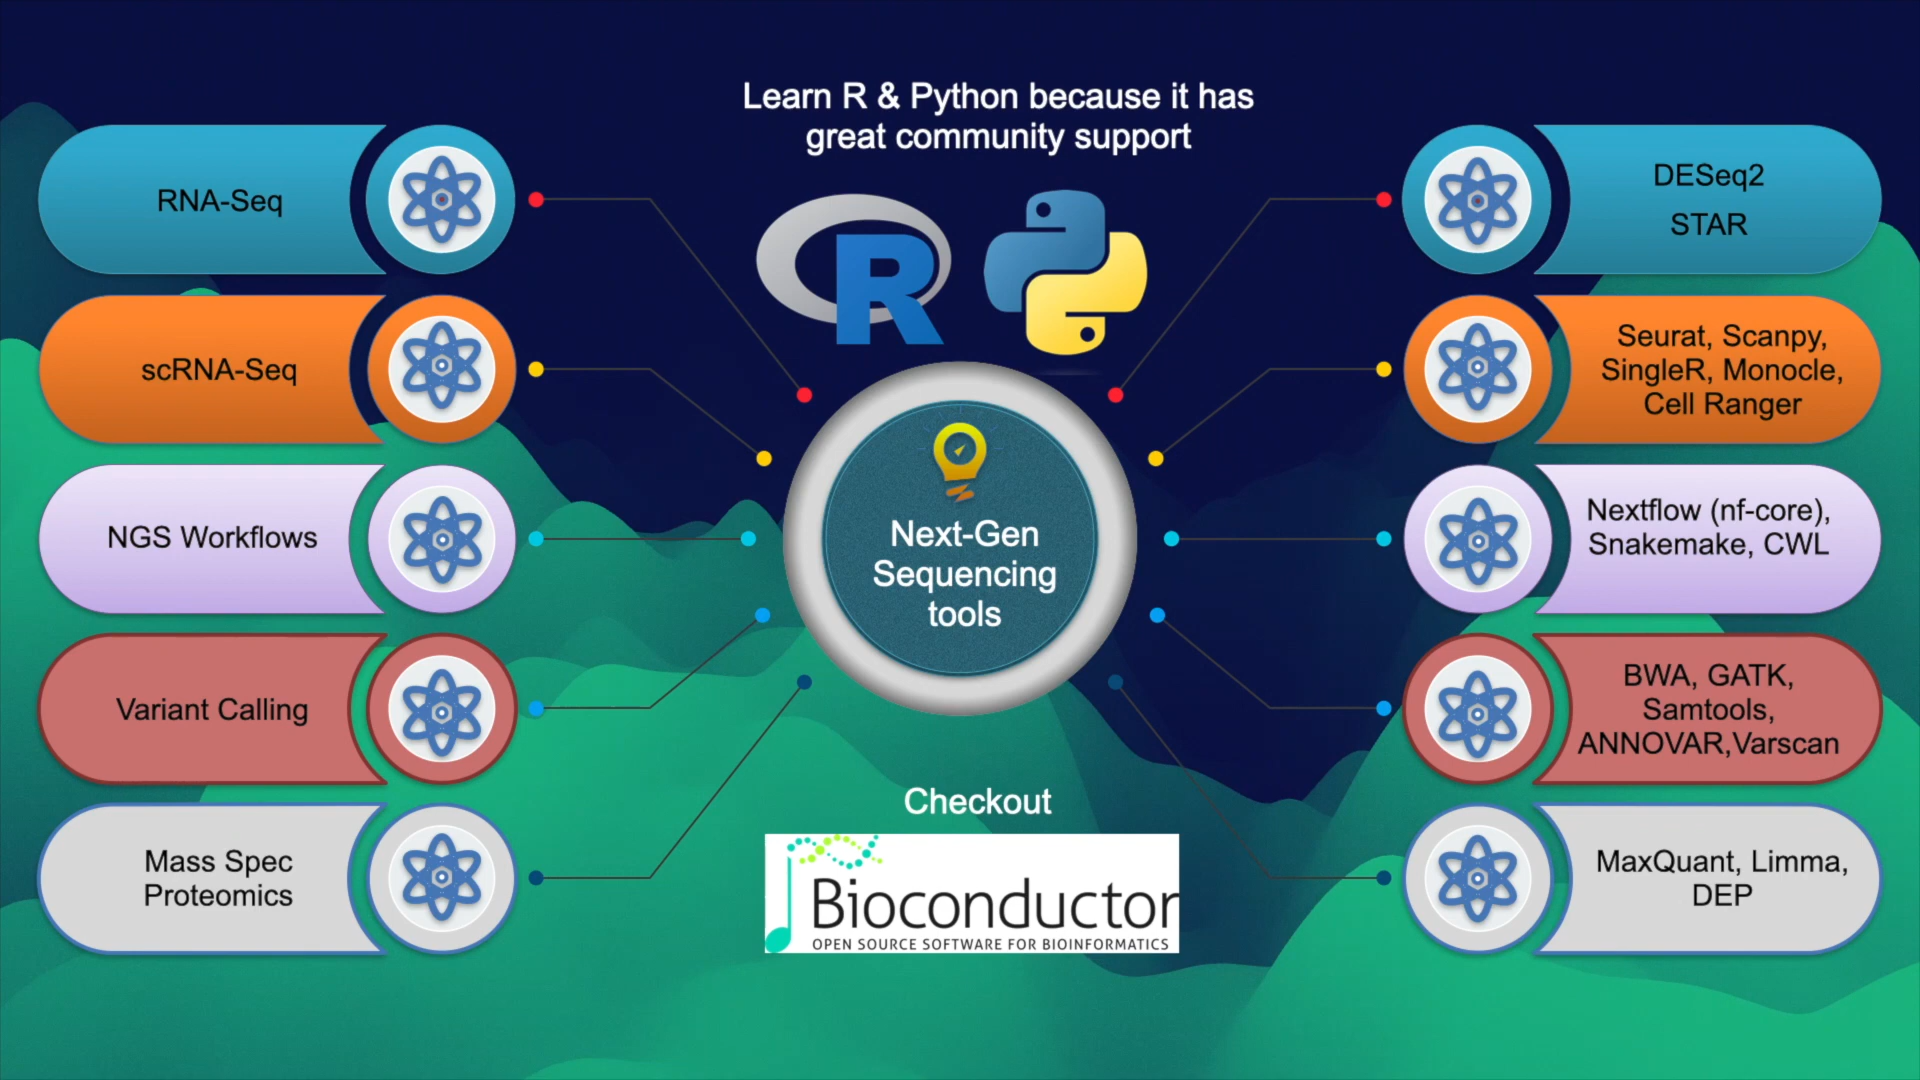 Learn R & Python because it has
great community support
R
RNA-Seq
DESeq2
STAR
scRNA-Seq
Seurat, Scanpy,
SingleR, Monocle,
Cell Ranger
Next-Gen
Sequencing
tools
NGS Workflows
Nextflow (nf-core),
Snakemake, CWL
Variant Calling
BWA, GATK,
Samtools,
ANNOVAR,Varscan
Mass Spec
Proteomics
MaxQuant, Limma,
DEP
Checkout
Bioconductor
OPEN SOURCE SOFTWARE FOR BIOINFORMATICS